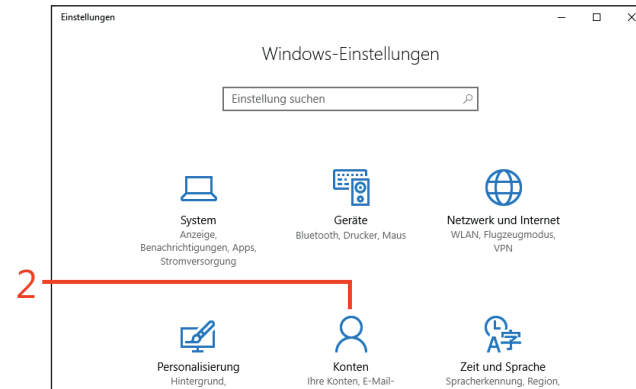 Einstellungen
Windows-Einstellungen
Einstellung suchen
System
Anzeige,
Benachrichtigungen, Apps,
Stromversorgung
Geräte
Bluetooth, Drucker, Maus
Netzwerk und Internet
WLAN, Flugzeugmodus,
VPN
2
Personalisierung
Hintergrund,
Konten
Ihre Konten, E-Mail-
Zeit und Sprache
Spracherkennung, Region,